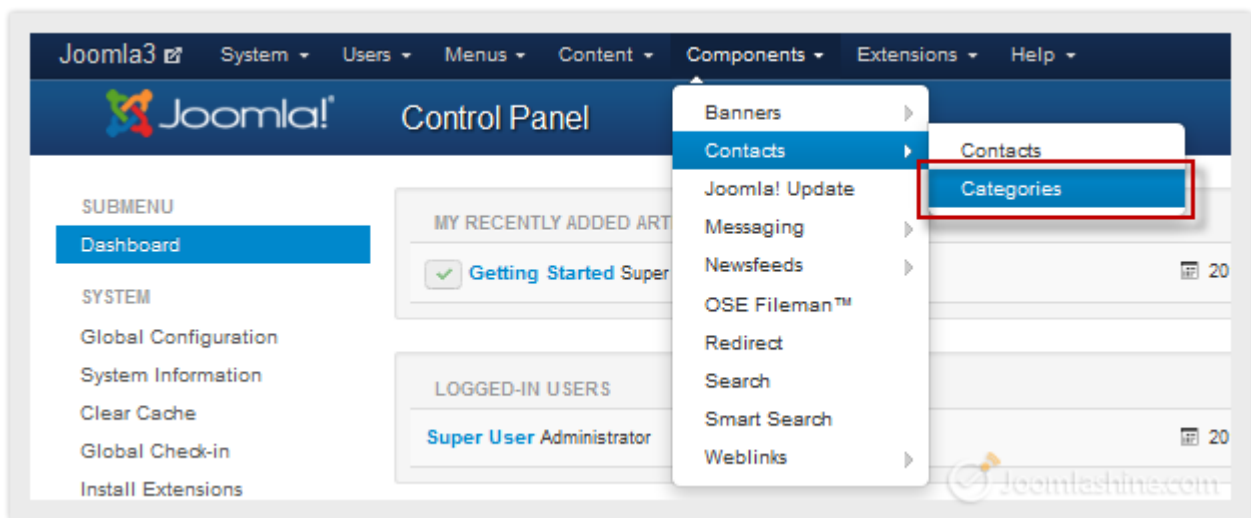 Joomla3 System Users Menus Content Components Extensions Help
Joomla! Control Panel
Banners
Contacts
Joomla! Update
Messaging
Newsfeeds
OSE Fileman™
Redirect
Search
Smart Search
Weblinks
Contacts
Categories
SUBMENU
Dashboard
SYSTEM
Global Configuration
System Information
Clear Cache
Global Check-in
Install Extensions
MY RECENTLY ADDED ART
Getting Started Super
20
LOGGED-IN USERS
Super User Administrator
20
Joomlashine.com